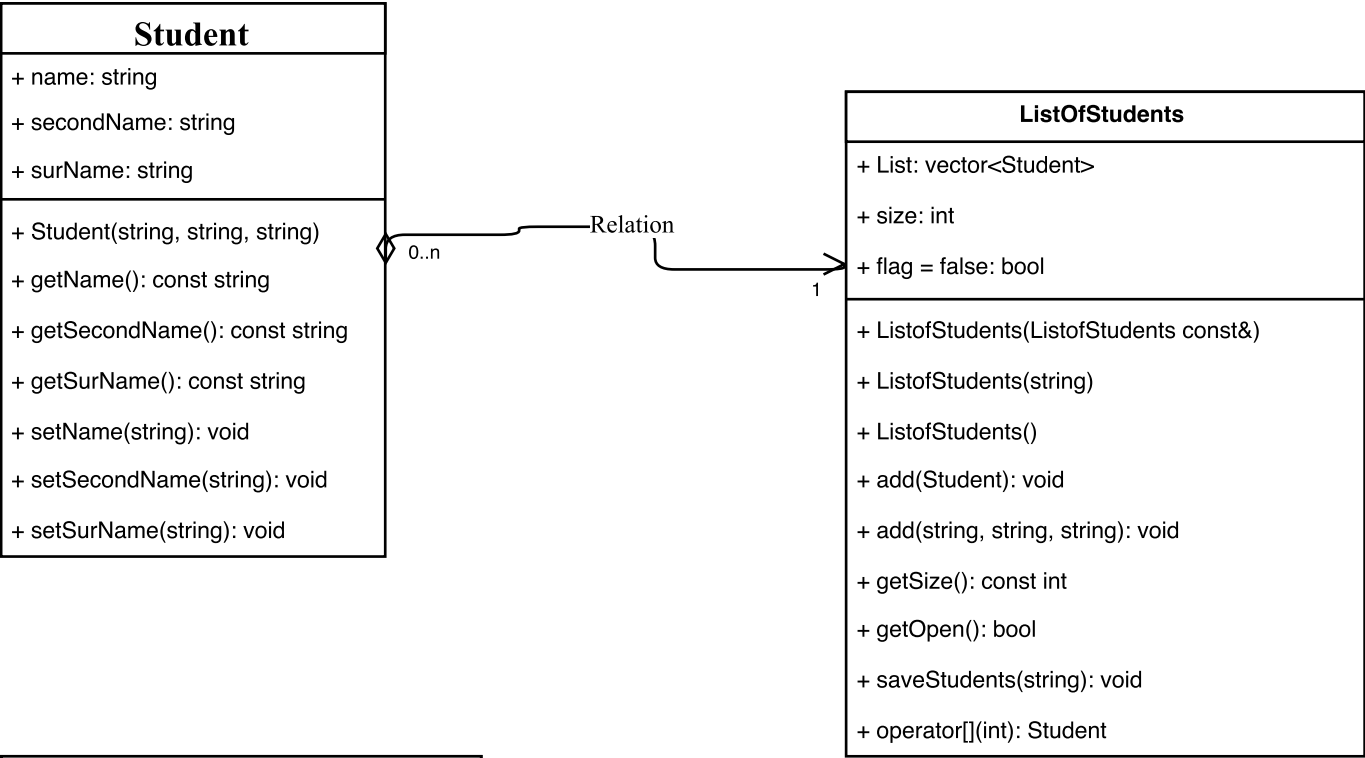 Student
+ name: string
+ secondName: string
+ surName: string
+ Student(string, string, string)
+ getName(): const string
+ getSecondName(): const string
+ getSurName(): const string
+ setName(string): void
+ setSecondName(string): void
+ setSurName(string): void
0..n
Relation
1
ListOfStudents
+ List: vector<Student>
+ size: int
+ flag = false: bool
+ ListofStudents(ListofStudents const&)
+ ListofStudents(string)
+ ListofStudents()
+ add(Student): void
+ add(string, string, string): void
+ getSize(): const int
+ getOpen(): bool
+ saveStudents(string): void
+ operator[](int): Student